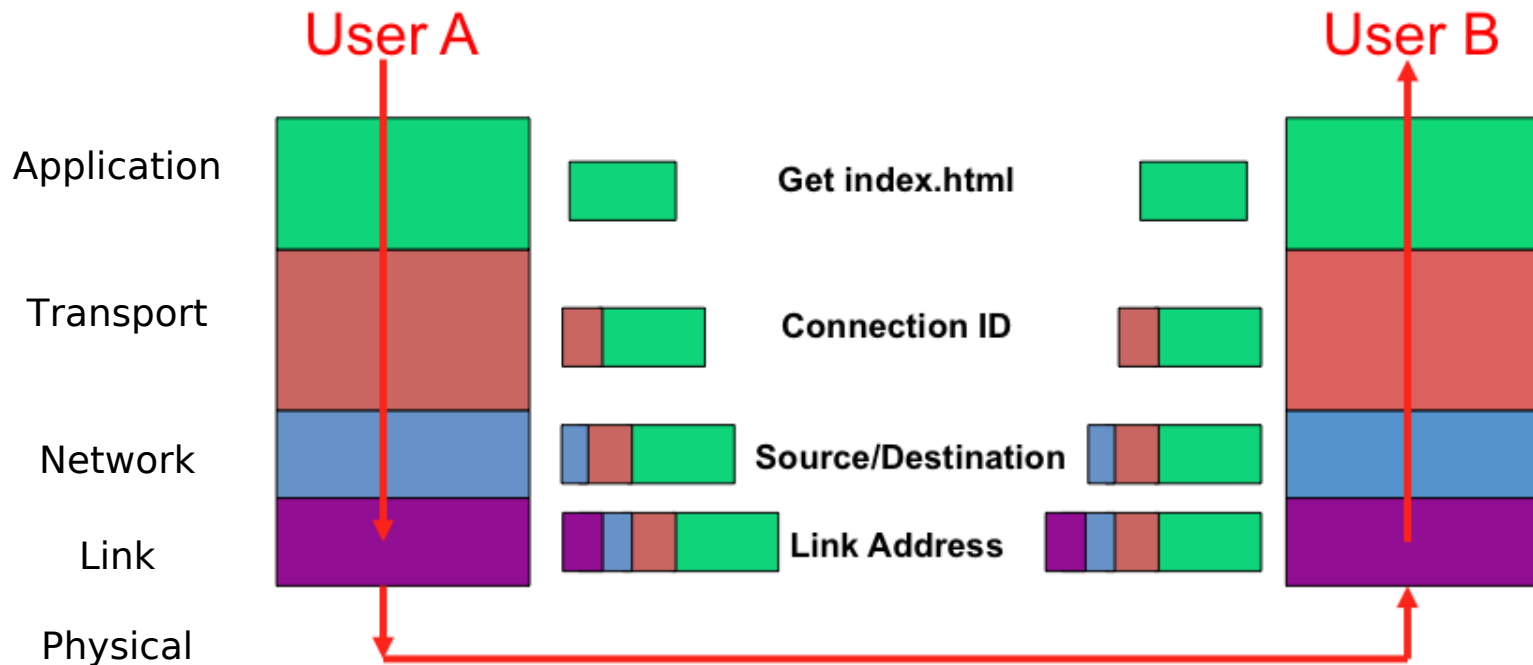 User A
User B
Application
Get index.html
Transport
Connection ID
Network
Source/Destination
Link
Link Address
Physical